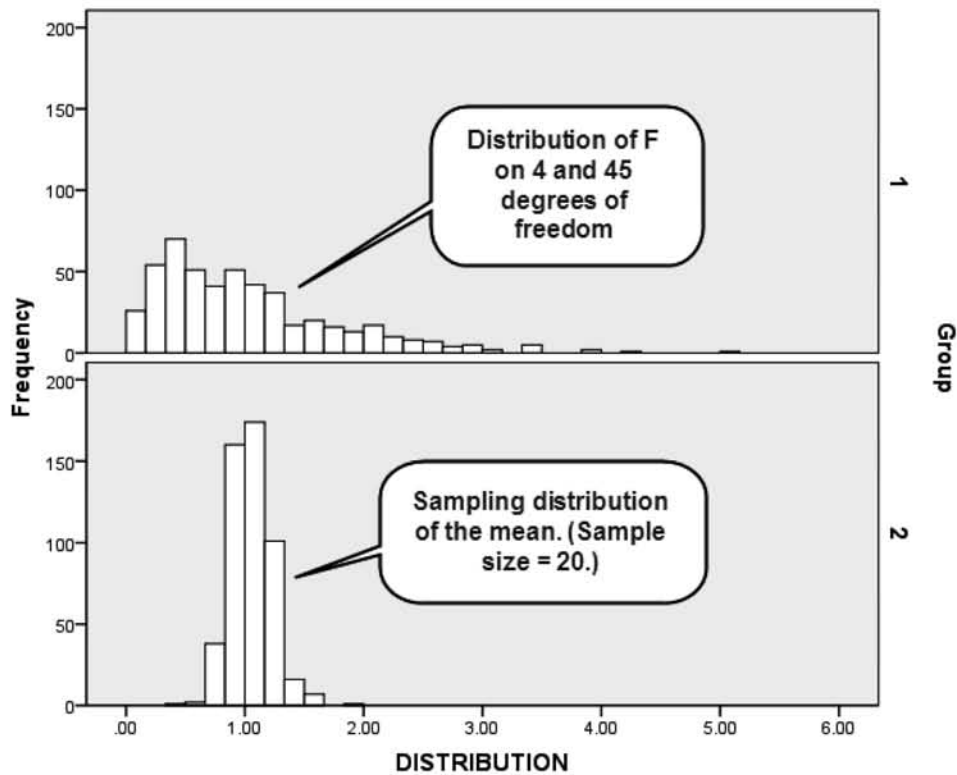 200
150
100
50
0
Distribution of F
on 4 and 45
degrees of
freedom
1
Frequency
Group
200
150
100
50
0
Sampling distribution
of the mean. (Sample
size = 20.)
2
.00 1.00 2.00 3.00 4.00 5.00 6.00
DISTRIBUTION